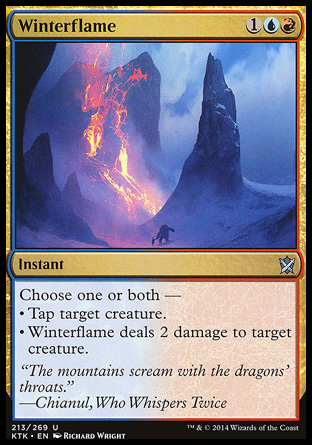 Winterflame 1
Instant
Choose one or both —
• Tap target creature.
• Winterflame deals 2 damage to target
creature.
“The mountains scream with the dragons’
throats.”
—Chianul, Who Whispers Twice
213/269 U
KTK • EN Richard Wright ™ & © 2014 Wizards of the Coast